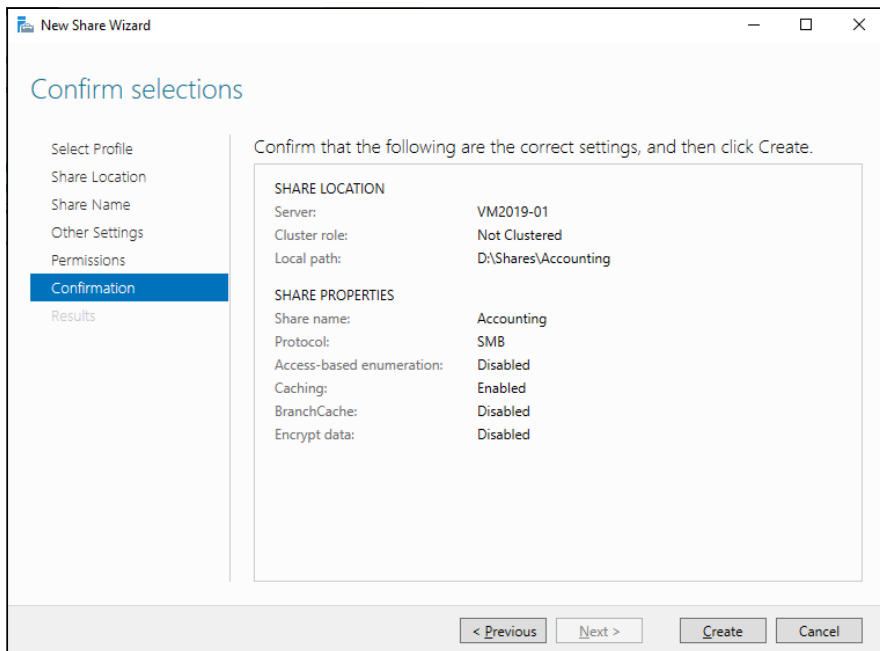 New Share Wizard
Confirm selections
Select Profile
Share Location
Share Name
Other Settings
Permissions
Confirmation
Results
Confirm that the following are the correct settings, and then click Create.
SHARE LOCATION
Server: VM2019-01
Cluster role: Not Clustered
Local path: D:\Shares\Accounting
SHARE PROPERTIES
Share name: Accounting
Protocol: SMB
Access-based enumeration: Disabled
Caching: Enabled
BranchCache: Disabled
Encrypt data: Disabled
< Previous Next > Create Cancel